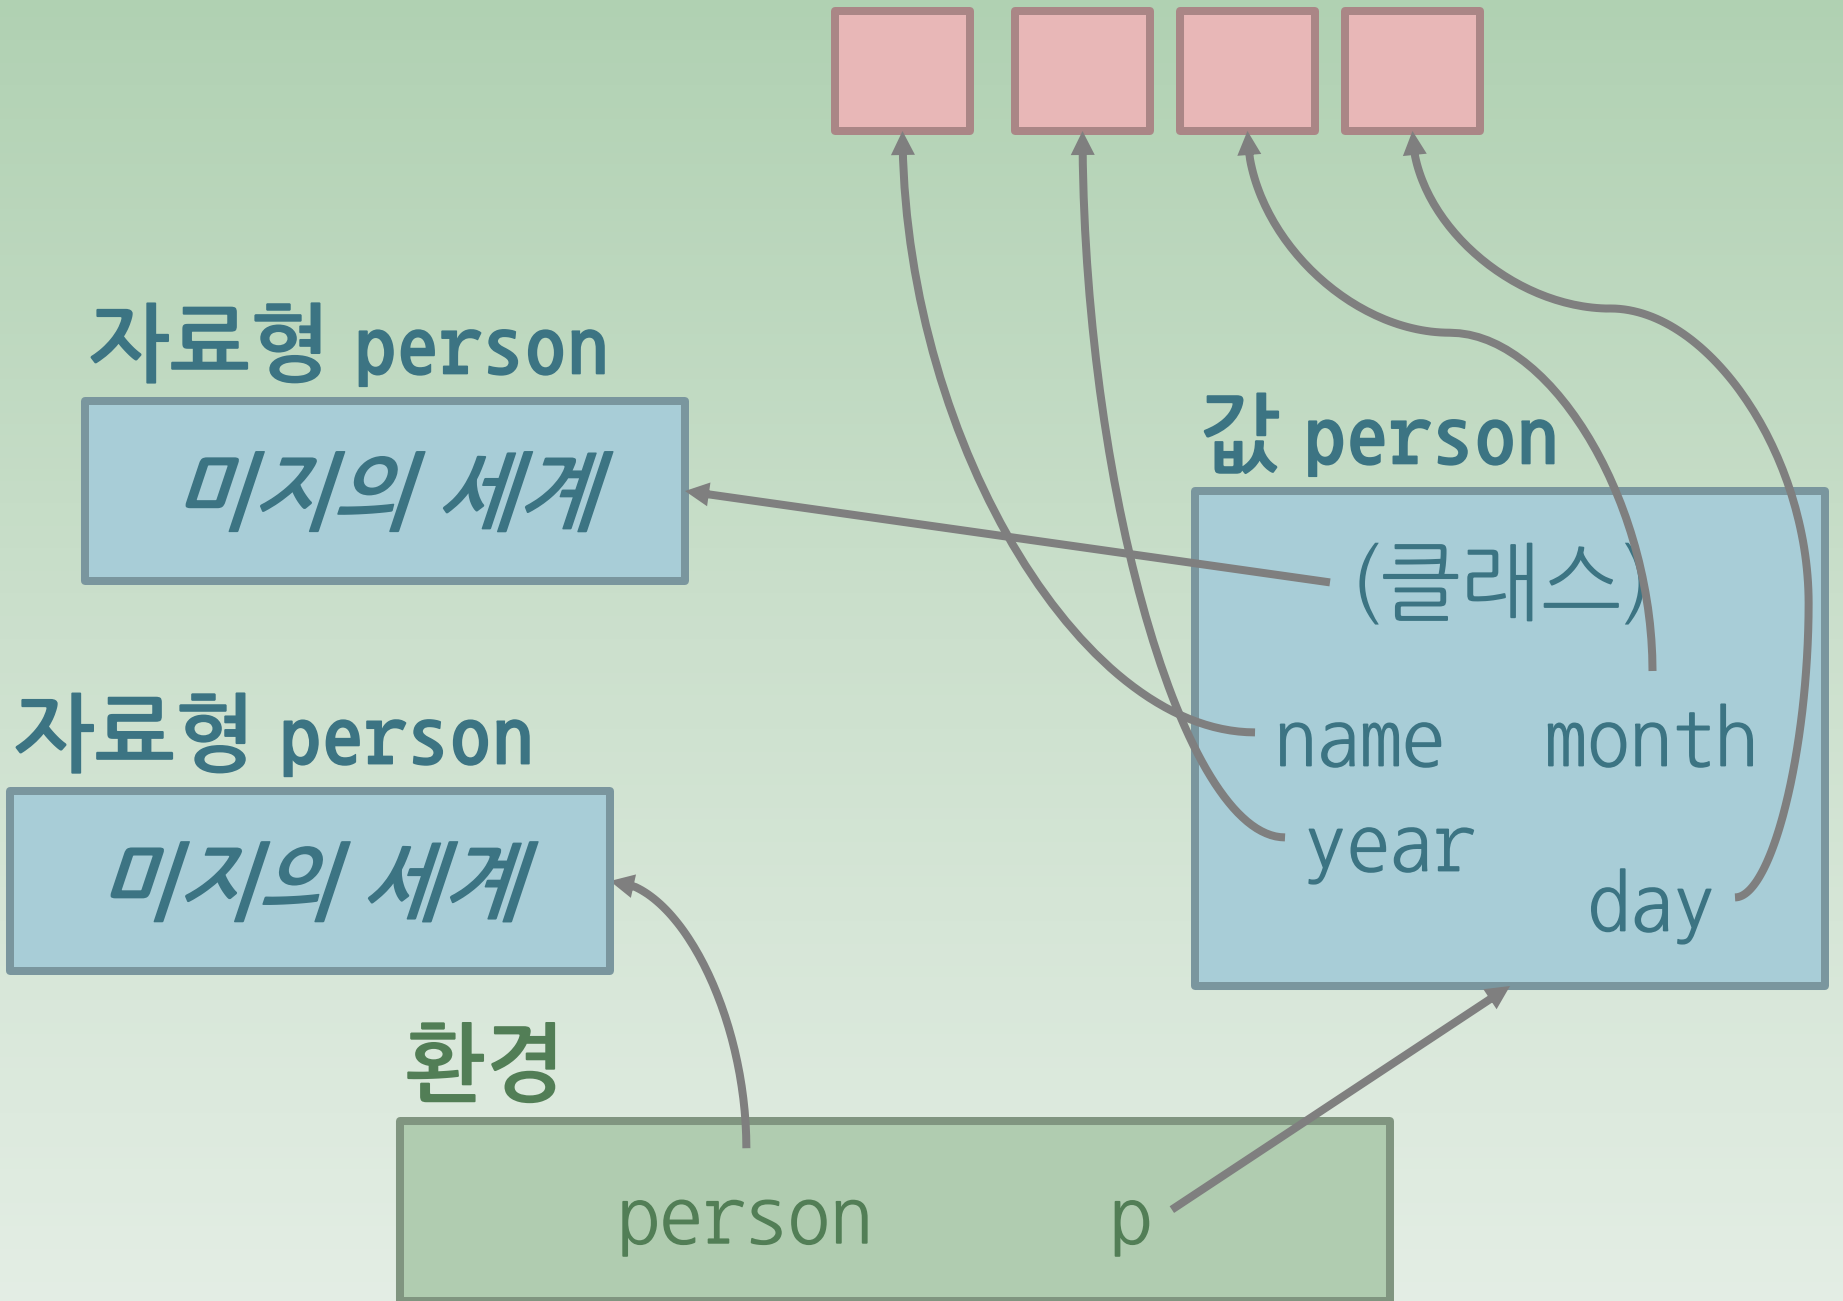 자료형 person
미지의 세계
값 person
(클래스)
name month
year
day
자료형 person
미지의 세계
환경
person p